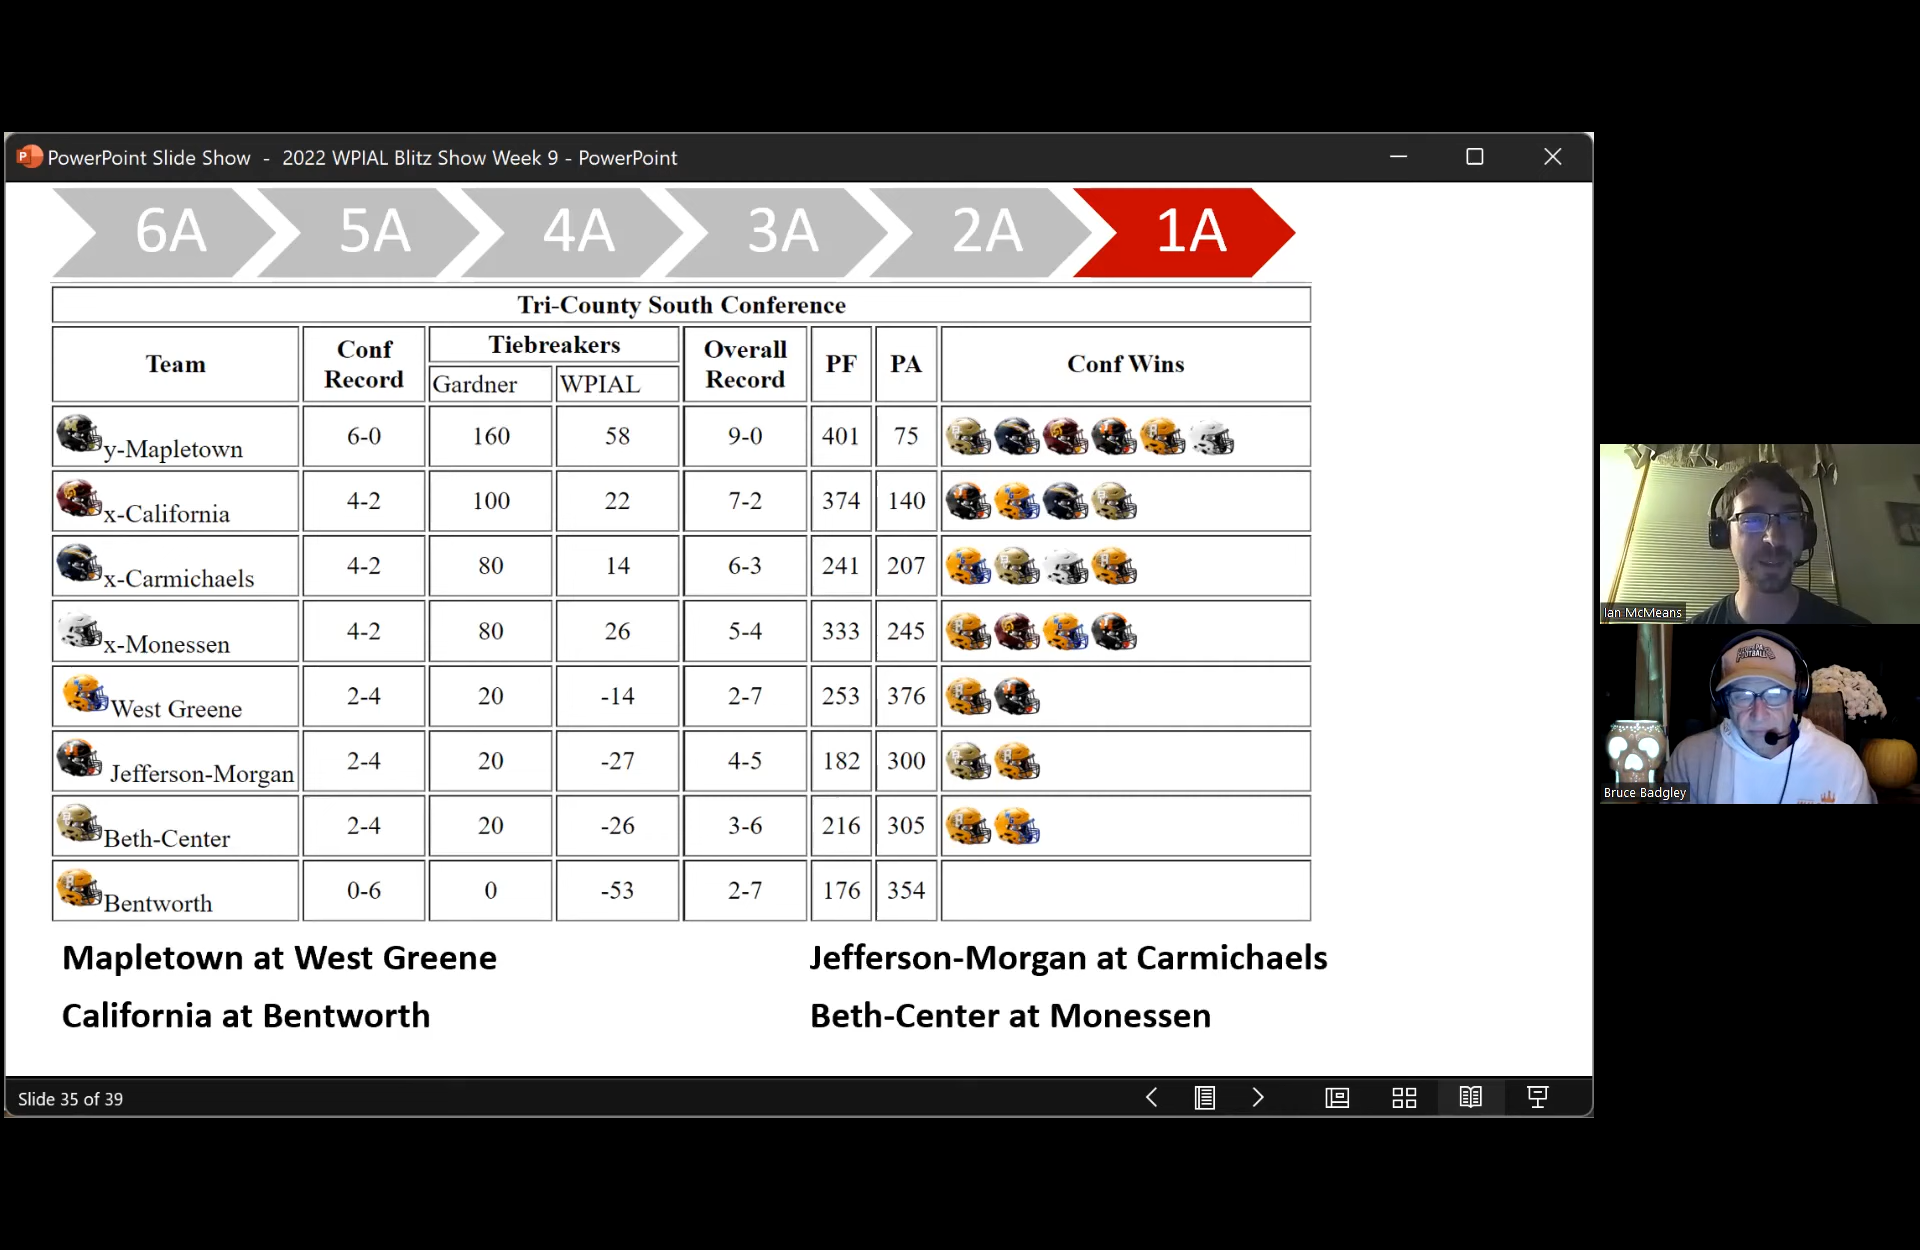 PowerPoint Slide Show - 2022 WPIAL Blitz Show Week 9 - PowerPoint
6A 5A 4A 3A 2A 1A
Tri-County South Conference
Team Conf Record Tiebreakers Overall Record PF PA Conf Wins
Gardner WPIAL
y-Mapletown 6-0 160 58 9-0 401 75
x-California 4-2 100 22 7-2 374 140
x-Carmichaels 4-2 80 14 6-3 241 207
x-Monessen 4-2 80 26 5-4 333 245
West Greene 2-4 20 -14 2-7 253 376
Jefferson-Morgan 2-4 20 -27 4-5 182 300
Beth-Center 2-4 20 -26 3-6 216 305
Bentworth 0-6 0 -53 2-7 176 354
Mapletown at West Greene
Jefferson-Morgan at Carmichaels
California at Bentworth
Beth-Center at Monessen
Slide 35 of 39
Ian McMeans
Bruce Badgley